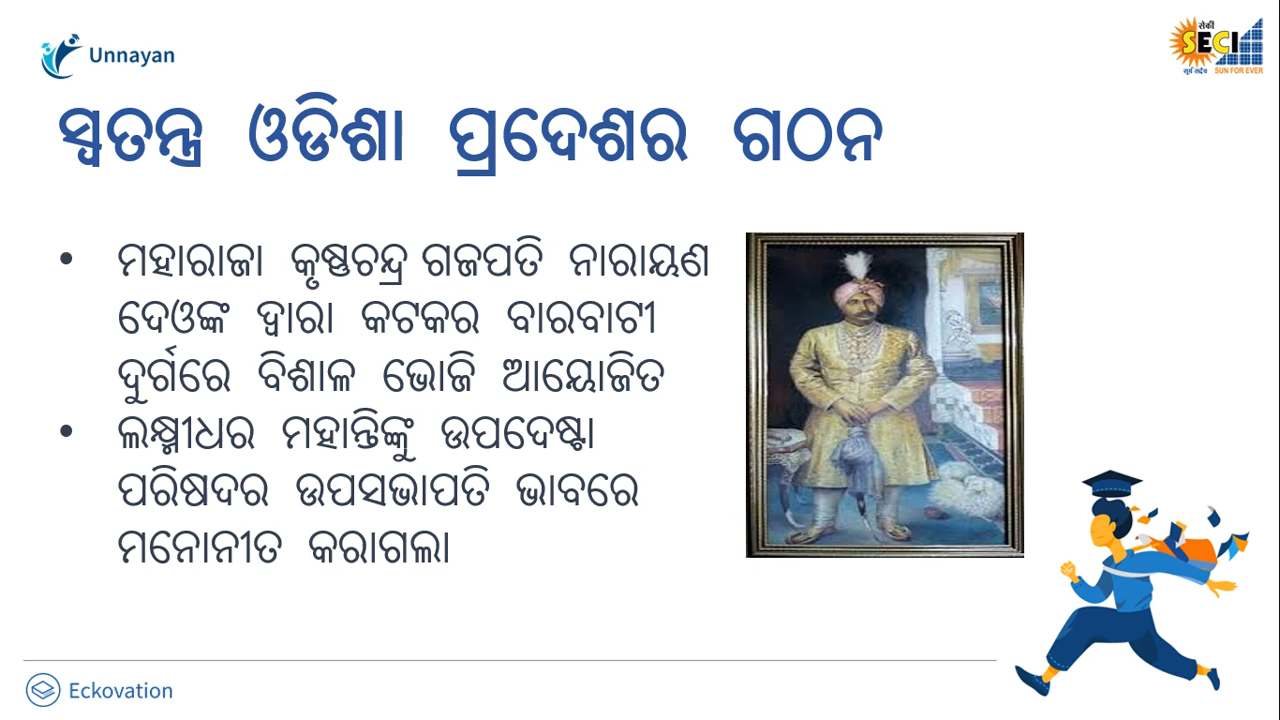 Unnayan
सेकी
SECI
सूर्य सदैव SUN FOR EVER
ସ୍ୱତନ୍ତ୍ର ଓଡିଶା ପ୍ରଦେଶର ଗଠନ
• ମହାରାଜା କୃଷ୍ଣଚନ୍ଦ୍ର ଗଜପତି ନାରାୟଣ
ଦେଓଙ୍କ ଦ୍ୱାରା କଟକର ବାରବାଟୀ
ଦୁର୍ଗରେ ବିଶାଳ ଭୋଜି ଆୟୋଜିତ
• ଲକ୍ଷ୍ମୀଧର ମହାନ୍ତିଙ୍କୁ ଉପଦେଷ୍ଟା
ପରିଷଦର ଉପସଭାପତି ଭାବରେ
ମନୋନୀତ କରାଗଲା
Eckovation